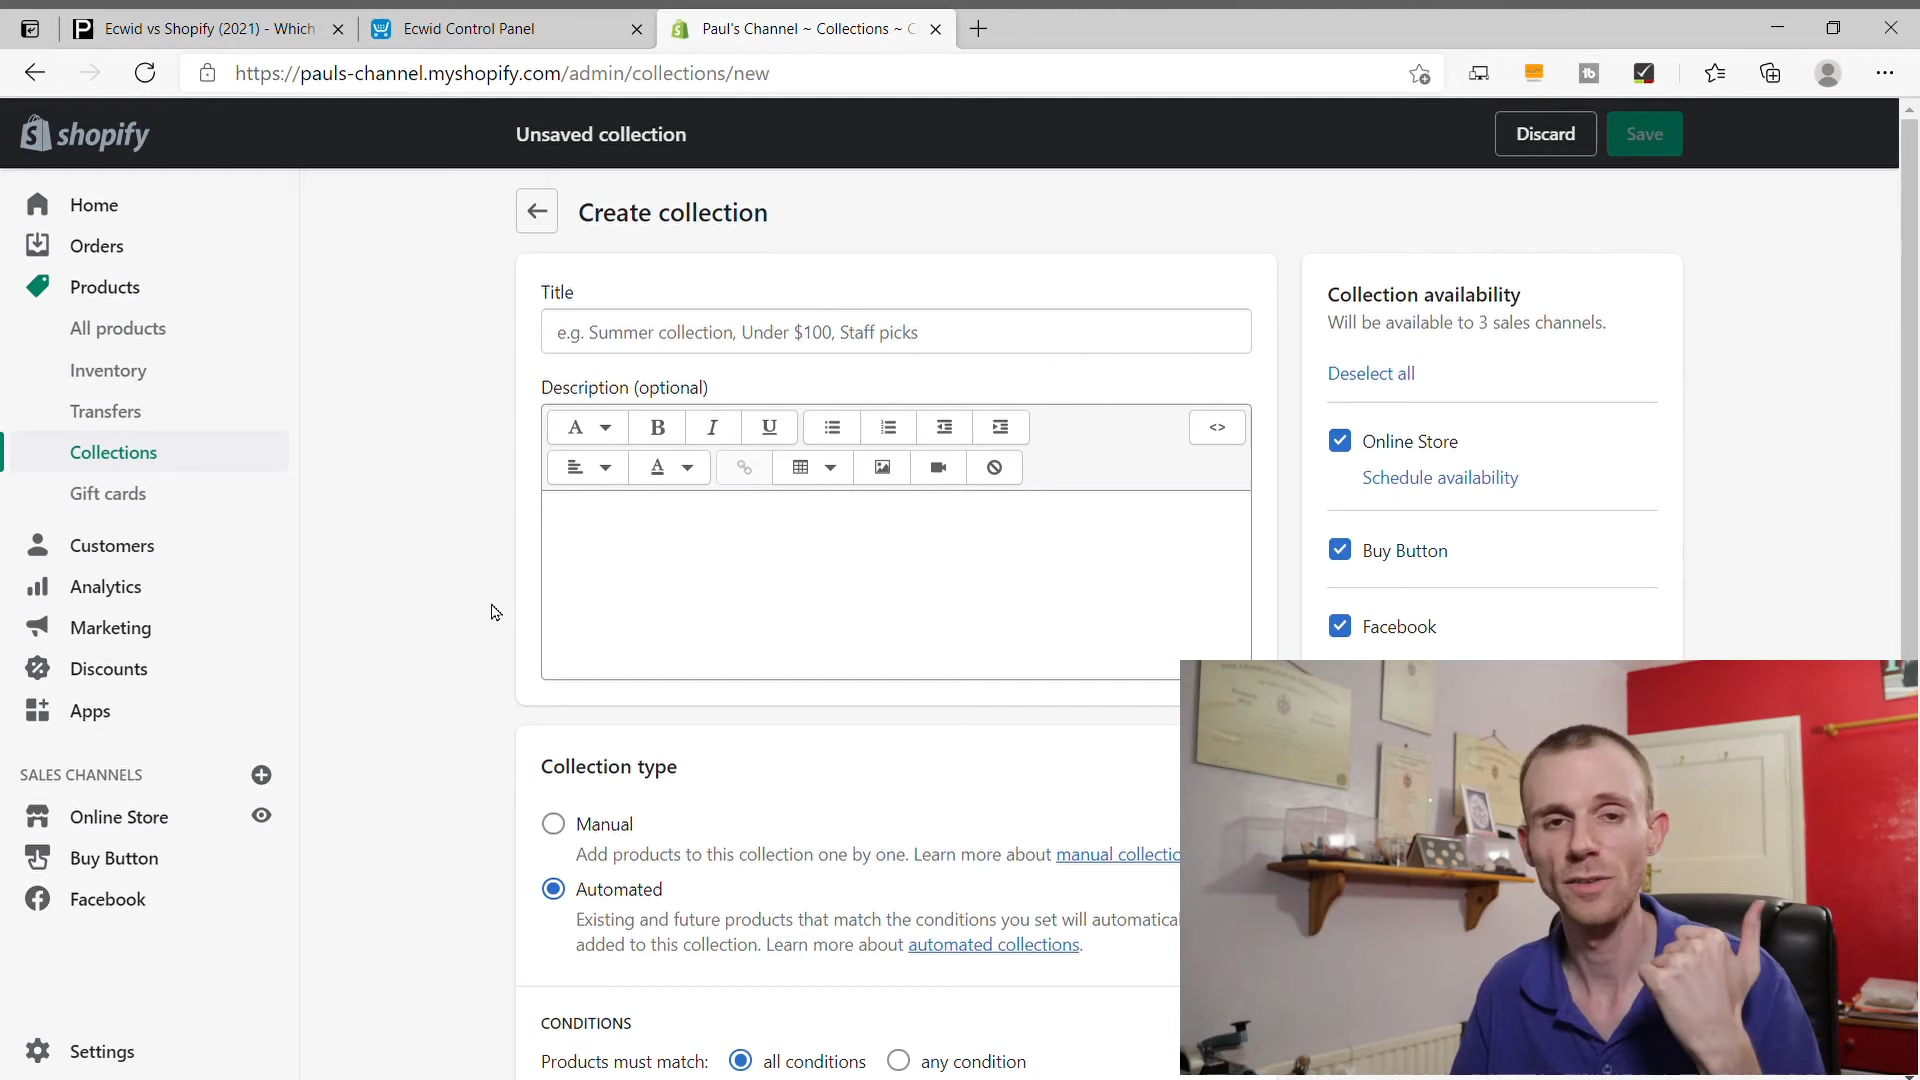 Ecwid vs Shopify (2021) - Which
Ecwid Control Panel
Paul's Channel ~ Collections ~
https://pauls-channel.myshopify.com/admin/collections/new
shopify
Unsaved collection
Discard
Save
Home
Orders
Products
All products
Inventory
Transfers
Collections
Gift cards
Customers
Analytics
Marketing
Discounts
Apps
SALES CHANNELS
Online Store
Buy Button
Facebook
Settings
Create collection
Title
e.g. Summer collection, Under $100, Staff picks
Description (optional)
A
B
I
U
<>
A
Collection type
Manual
Add products to this collection one by one. Learn more about manual collectio
Automated
Existing and future products that match the conditions you set will automatica
added to this collection. Learn more about automated collections.
CONDITIONS
Products must match: all conditions any condition
Collection availability
Will be available to 3 sales channels.
Deselect all
Online Store
Schedule availability
Buy Button
Facebook